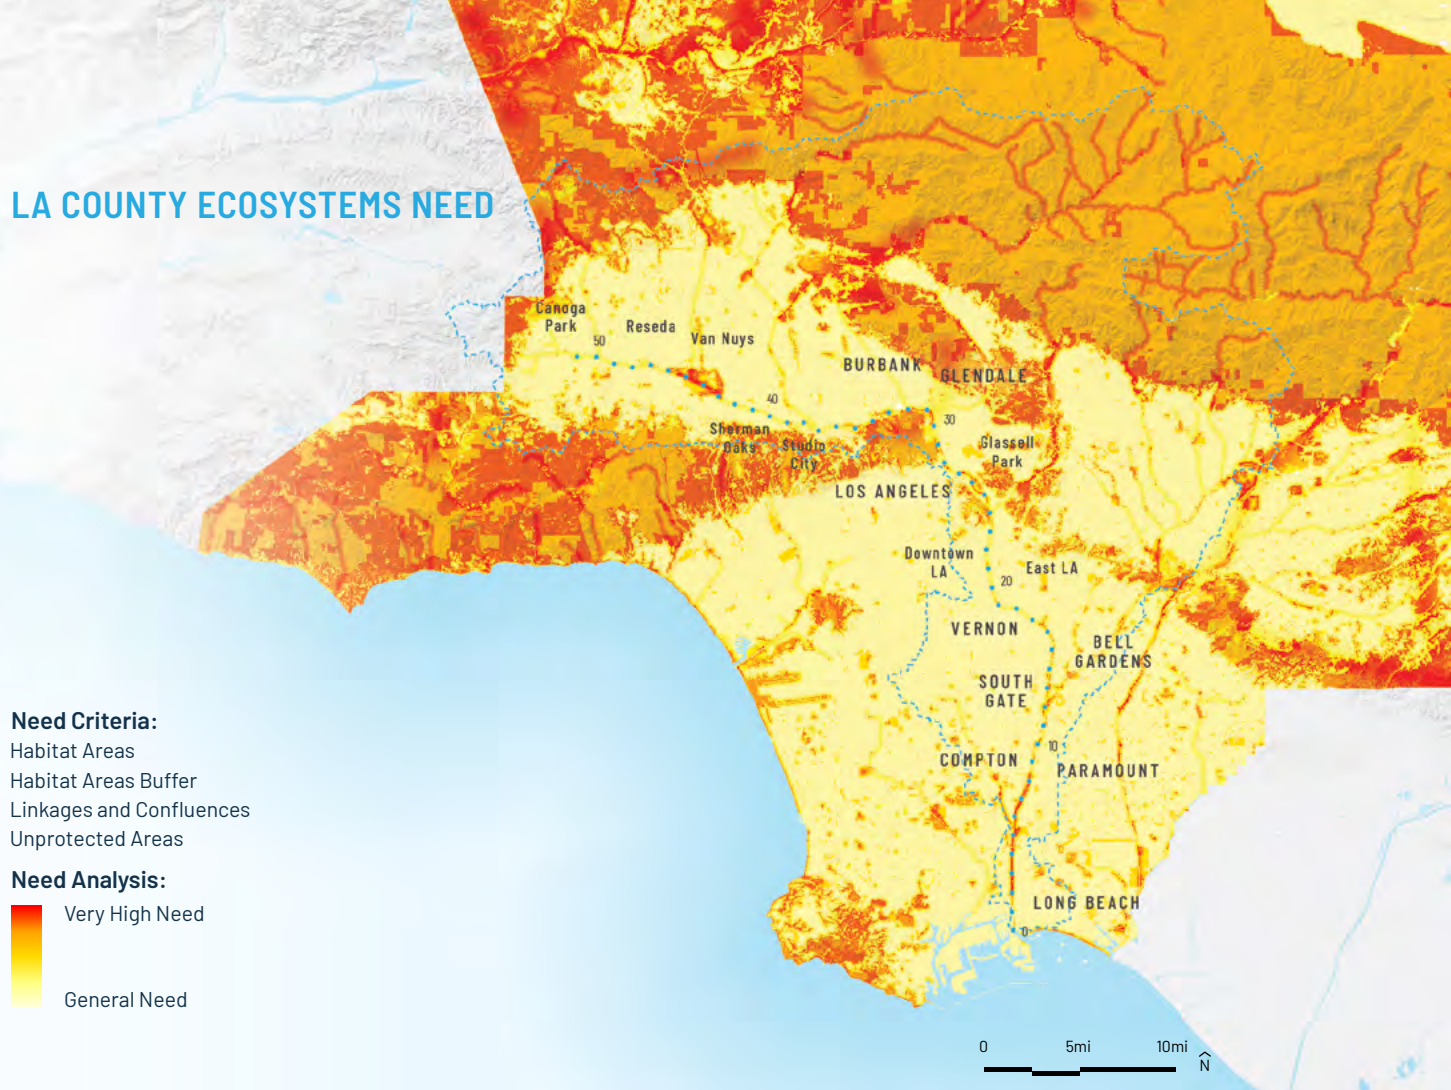 LA COUNTY ECOSYSTEMS NEED
Canoga
Park
50
Reseda
Van Nuys
BURBANK
GLENDALE
40
30
Sherman
Oaks
Studio
City
Glassell
Park
LOS ANGELES
Downtown
LA
East LA
20
VERNON
BELL
GARDENS
SOUTH
GATE
10
COMPTON
PARAMOUNT
LONG BEACH
0
Need Criteria:
Habitat Areas
Habitat Areas Buffer
Linkages and Confluences
Unprotected Areas
Need Analysis:
Very High Need
General Need
0 5mi 10mi
N